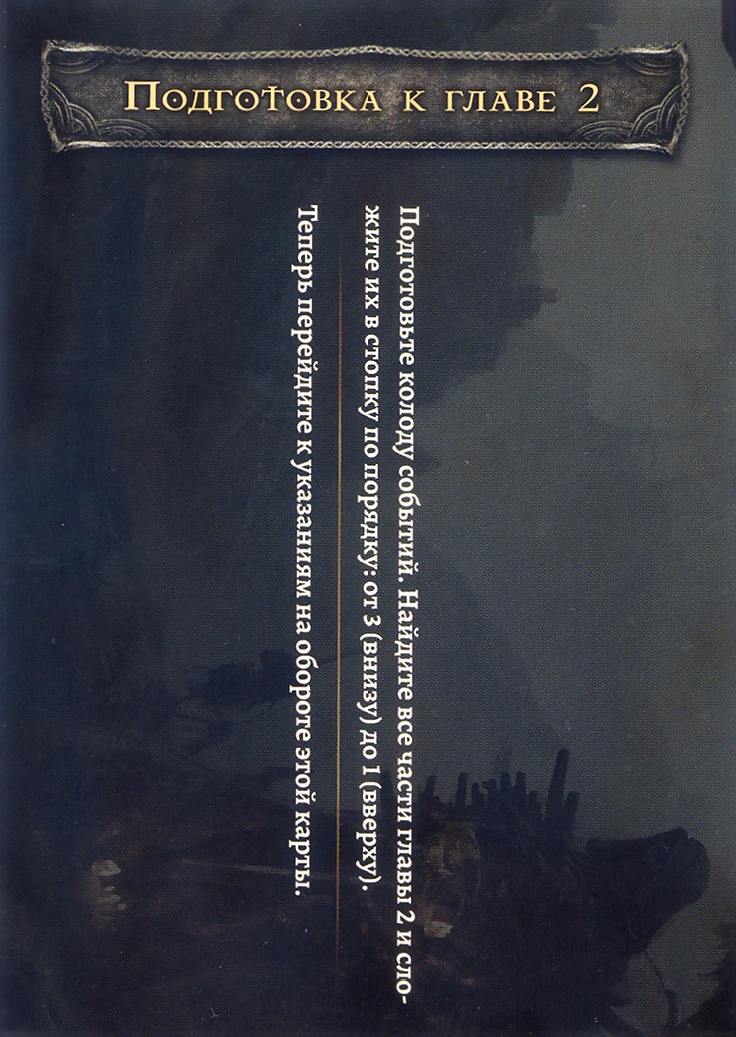 Подготовка к главе 2
Подготовьте колоду событий. Найдите все части главы 2 и сло-
жите их в стопку по порядку: от 3 (внизу) до 1 (вверху).
Теперь перейдите к указаниям на обороте этой карты.